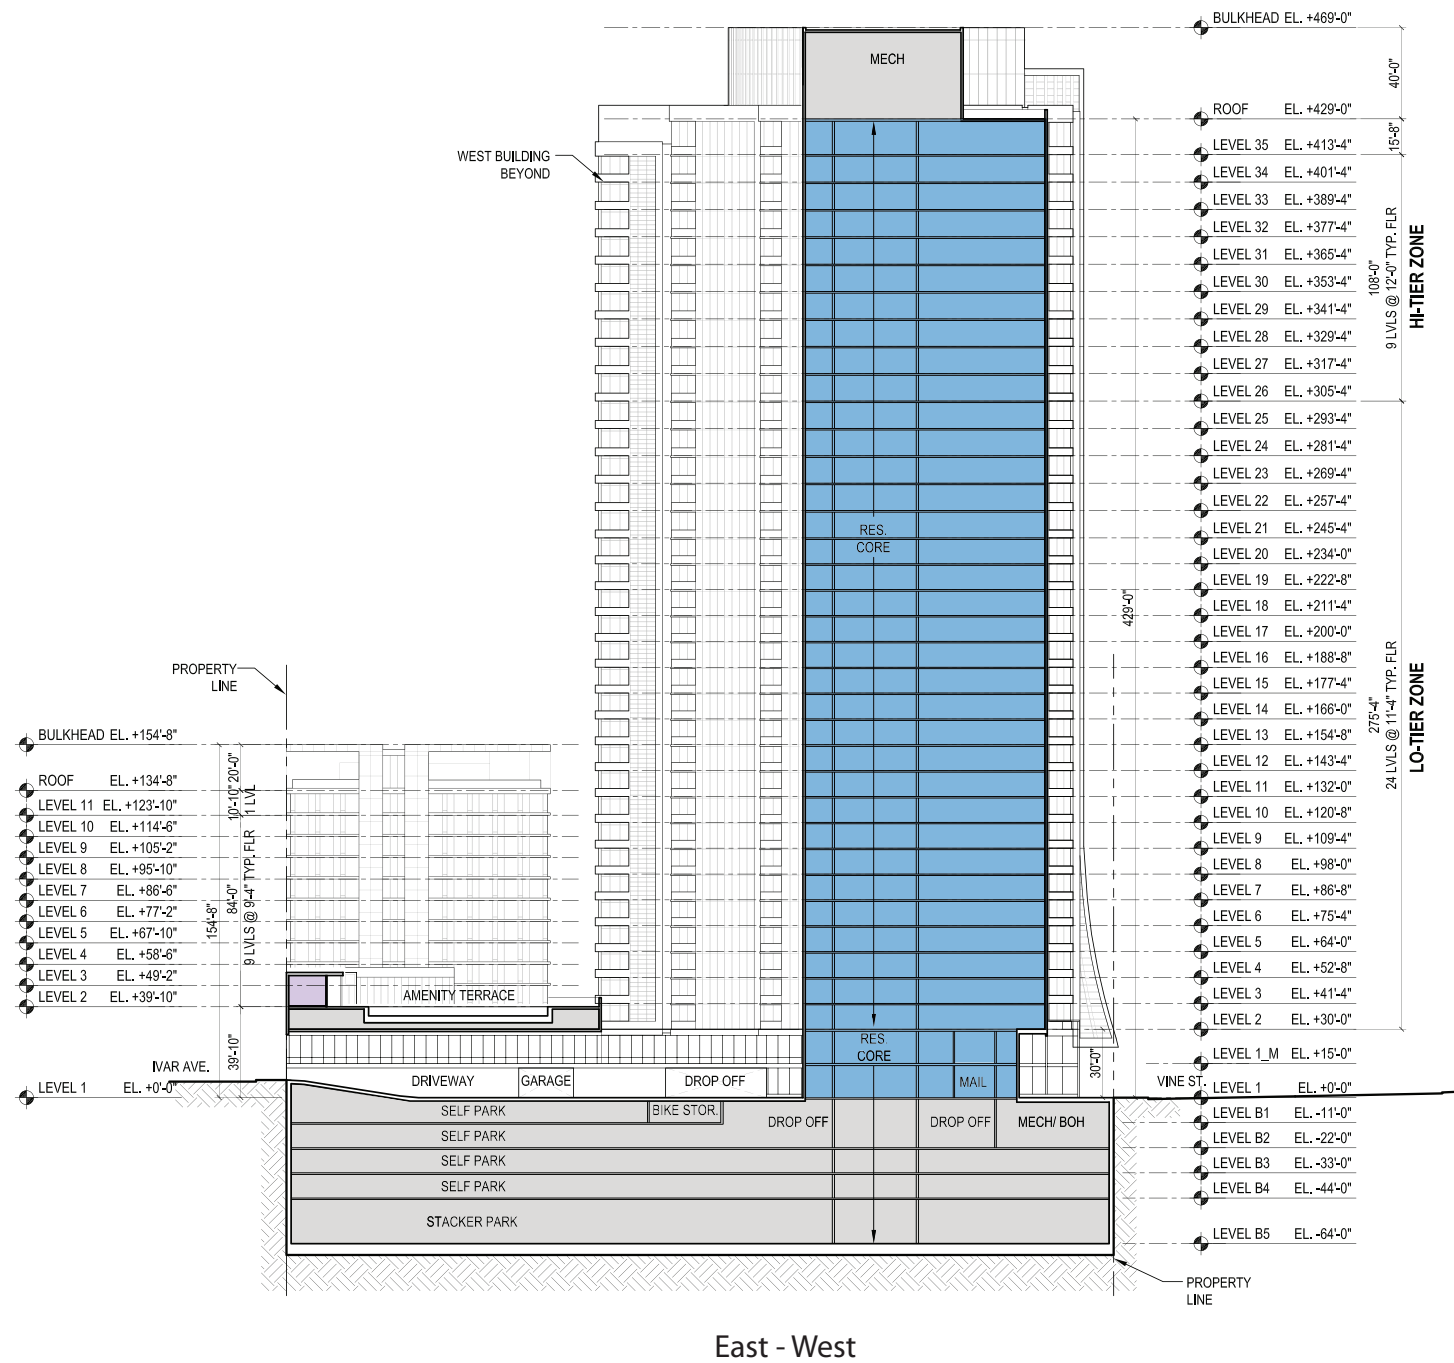 BULKHEAD EL. +469'-0"
MECH
40'-0"
ROOF EL. +429'-0"
15'-8"
WEST BUILDING
BEYOND
LEVEL 35 EL. +413'-4"
LEVEL 34 EL. +401'-4"
LEVEL 33 EL. +389'-4"
LEVEL 32 EL. +377'-4"
LEVEL 31 EL. +365'-4"
LEVEL 30 EL. +353'-4"
LEVEL 29 EL. +341'-4"
LEVEL 28 EL. +329'-4"
LEVEL 27 EL. +317'-4"
LEVEL 26 EL. +305'-4"
108'-0"
9 LVLS @ 12'-0" TYP. FLR
HI-TIER ZONE
LEVEL 25 EL. +293'-4"
LEVEL 24 EL. +281'-4"
LEVEL 23 EL. +269'-4"
LEVEL 22 EL. +257'-4"
LEVEL 21 EL. +245'-4"
LEVEL 20 EL. +234'-0"
LEVEL 19 EL. +222'-8"
LEVEL 18 EL. +211'-4"
LEVEL 17 EL. +200'-0"
LEVEL 16 EL. +188'-8"
LEVEL 15 EL. +177'-4"
LEVEL 14 EL. +166'-0"
LEVEL 13 EL. +154'-8"
LEVEL 12 EL. +143'-4"
LEVEL 11 EL. +132'-0"
LEVEL 10 EL. +120'-8"
LEVEL 9 EL. +109'-4"
LEVEL 8 EL. +98'-0"
LEVEL 7 EL. +86'-8"
LEVEL 6 EL. +75'-4"
LEVEL 5 EL. +64'-0"
LEVEL 4 EL. +52'-8"
LEVEL 3 EL. +41'-4"
LEVEL 2 EL. +30'-0"
LEVEL 1_M EL. +15'-0"
LEVEL 1 EL. +0'-0"
LEVEL B1 EL. -11'-0"
LEVEL B2 EL. -22'-0"
LEVEL B3 EL. -33'-0"
LEVEL B4 EL. -44'-0"
LEVEL B5 EL. -64'-0"
275'-4"
24 LVLS @ 11'-4" TYP. FLR
LO-TIER ZONE
429'-0"
RES.
CORE
PROPERTY
LINE
BULKHEAD EL. +154'-8"
ROOF EL. +134'-8"
LEVEL 11 EL. +123'-10"
LEVEL 10 EL. +114'-6"
LEVEL 9 EL. +105'-2"
LEVEL 8 EL. +95'-10"
LEVEL 7 EL. +86'-6"
LEVEL 6 EL. +77'-2"
LEVEL 5 EL. +67'-10"
LEVEL 4 EL. +58'-6"
LEVEL 3 EL. +49'-2"
LEVEL 2 EL. +39'-10"
LEVEL 1 EL. +0'-0"
154'-8"
20'-0"
10'-10"
1 LVL
84'-0"
9 LVLS @ 9'-4" TYP. FLR
39'-10"
AMENITY TERRACE
RES.
CORE
30'-0"
IVAR AVE.
DRIVEWAY
GARAGE
DROP OFF
MAIL
VINE ST.
SELF PARK
BIKE STOR.
DROP OFF
DROP OFF
MECH/ BOH
SELF PARK
SELF PARK
SELF PARK
STACKER PARK
PROPERTY
LINE
East - West